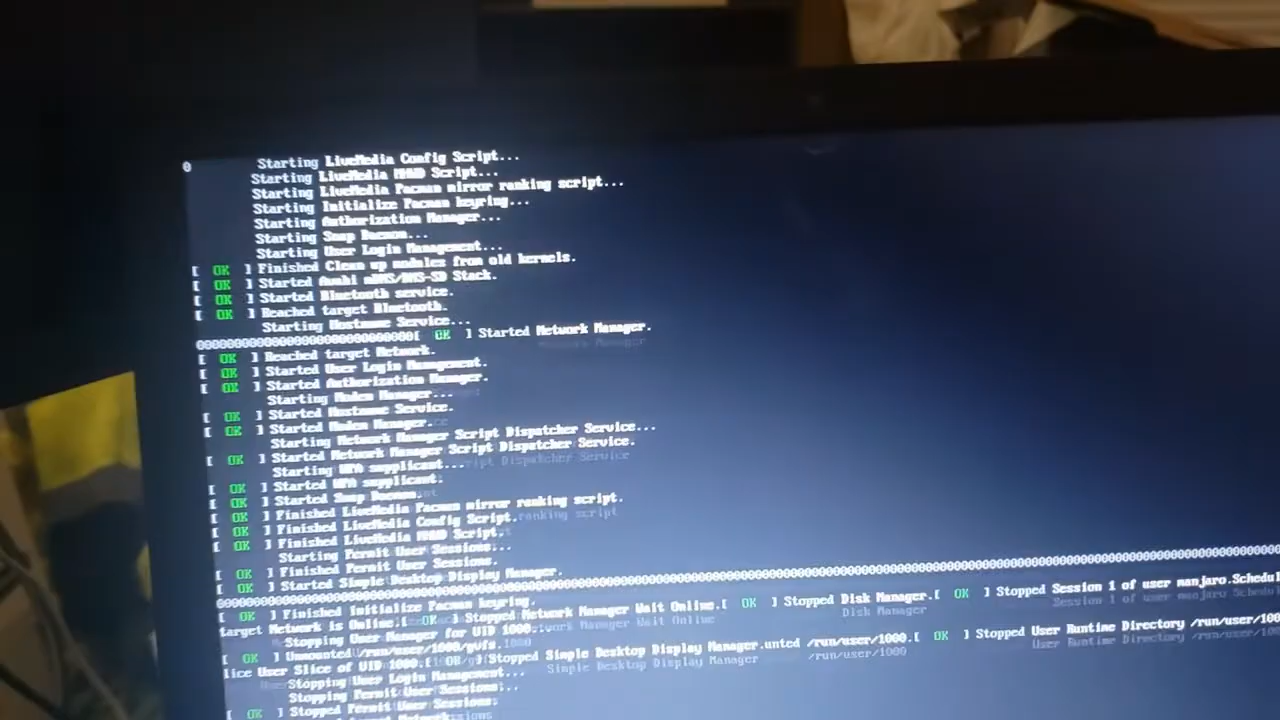 0 Starting LiveMedia Config Script...
Starting LiveMedia MHWD Script...
Starting LiveMedia Pacman mirror ranking script...
Starting Initialize Pacman keyring...
Starting Authorization Manager...
Starting Snap Daemon...
Starting User Login Management...
[ OK ] Finished Clean up modules from old kernels.
[ OK ] Started Avahi mDNS/DNS-SD Stack.
[ OK ] Started Bluetooth service.
[ OK ] Reached target Bluetooth.
Starting Hostname Service...
[ OK ] Started Network Manager.
[ OK ] Reached target Network.
[ OK ] Started User Login Management.
[ OK ] Started Authorization Manager.
Starting Modem Manager...
[ OK ] Started Hostname Service.
[ OK ] Started Modem Manager.
Starting Network Manager Script Dispatcher Service...
[ OK ] Started Network Manager Script Dispatcher Service.
Starting WPA supplicant...
[ OK ] Started WPA supplicant.
[ OK ] Started Snap Daemon.
[ OK ] Finished LiveMedia Pacman mirror ranking script.
[ OK ] Finished LiveMedia Config Script.
[ OK ] Finished LiveMedia MHWD Script.
Starting Permit User Sessions...
[ OK ] Finished Permit User Sessions.
[ OK ] Started Simple Desktop Display Manager.
[ OK ] Finished Initialize Pacman keyring.
target Network is Online.[ OK ] Stopped Network Manager Wait Online.[ OK ] Stopped Disk Manager.[ OK ] Stopped Session 1 of user manjaro.Schedul
Stopping User Manager for UID 1000...
[ OK ] Unmounted /run/user/1000/gvfs.
lice User Slice of UID 1000.[ OK ] Stopped Simple Desktop Display Manager.unted /run/user/1000.[ OK ] Stopped User Runtime Directory /run/user/100
Stopping User Login Management...
Stopping Permit User Sessions...
[ OK ] Stopped Permit User Sessions.